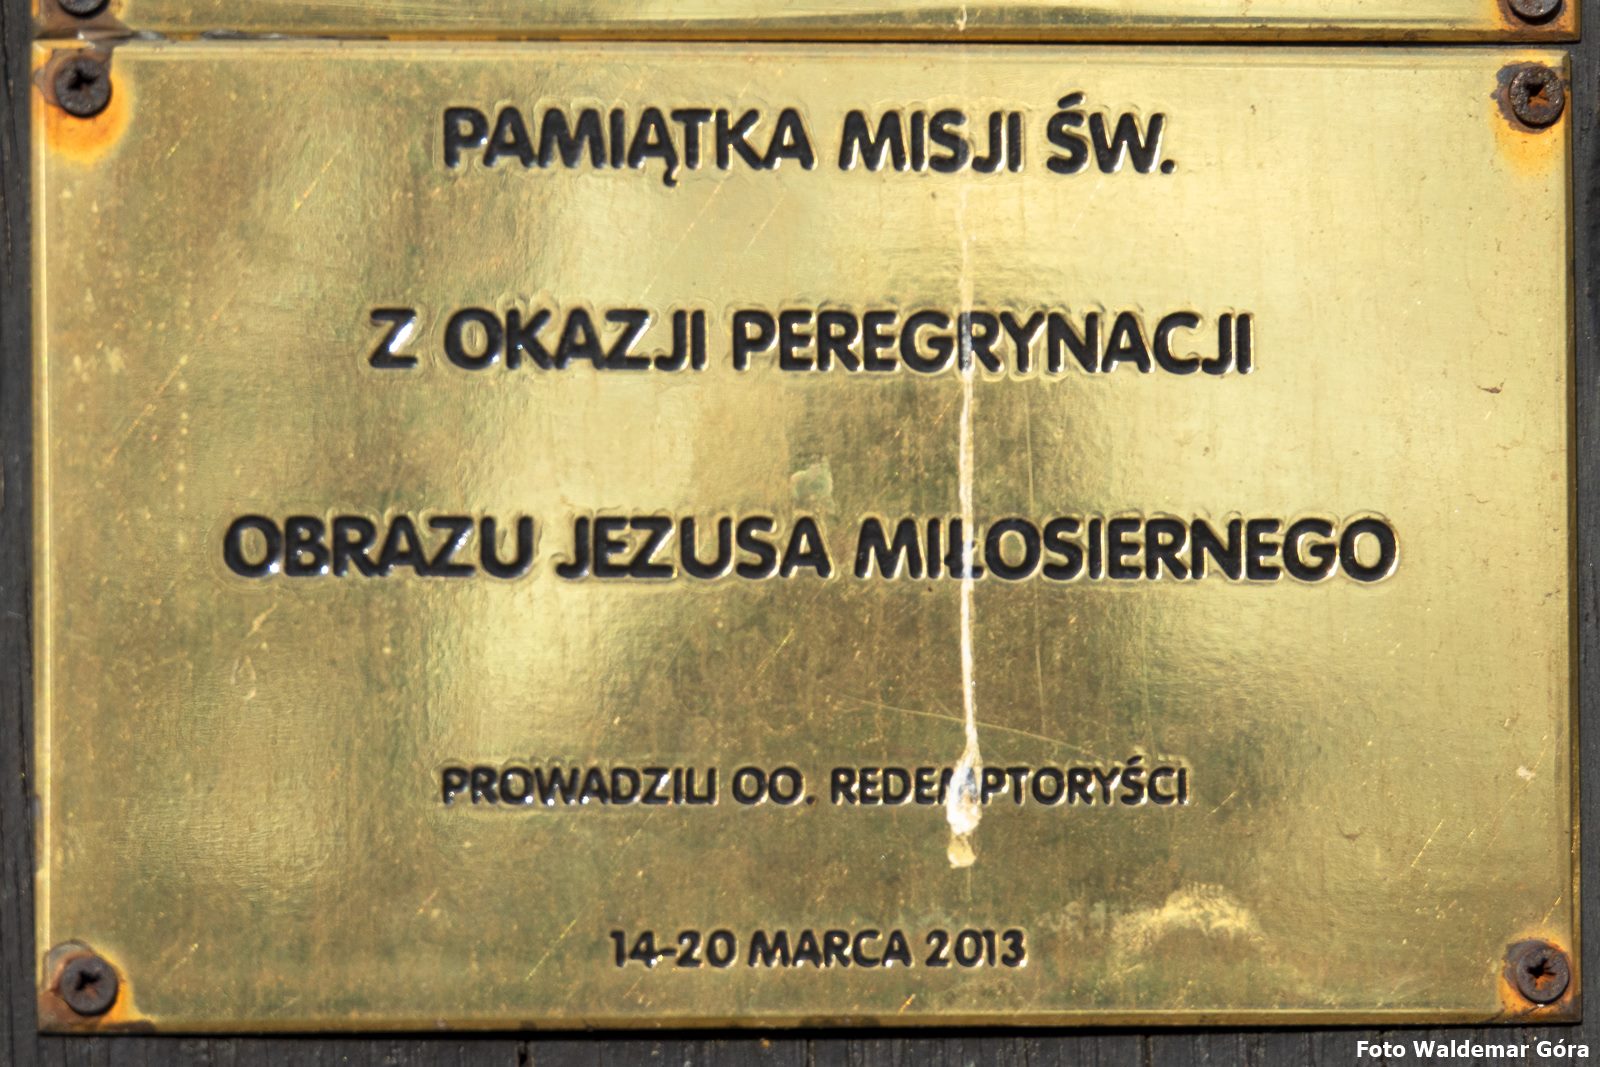 PAMIĄTKA MISJI ŚW.
Z OKAZJI PEREGRYNACJI
OBRAZU JEZUSA MIŁOSIERNEGO
PROWADZILI OO. REDEMPTORYŚCI
14-20 MARCA 2013
Foto Waldemar Góra